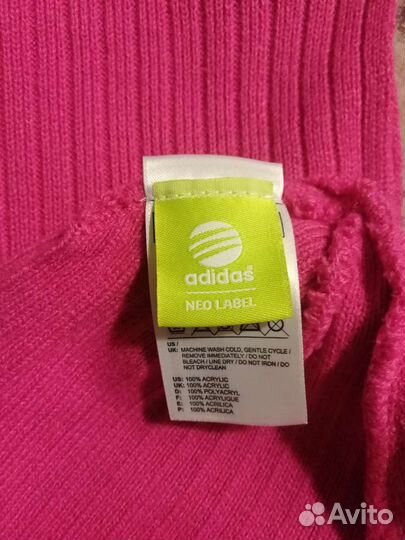 adidas
NEO LABEL
US /
UK: MACHINE WASH COLD, GENTLE CYCLE /
REMOVE IMMEDIATELY / DO NOT
BLEACH / LINE DRY / DO NOT IRON / DO
NOT DRYCLEAN
US: 100% ACRYLIC
UK: 100% ACRYLIC
D: 100% POLYACRYL
F: 100% ACRYLIQUE
E: 100% ACRILICA
P: 100% ACRILICA
Avito